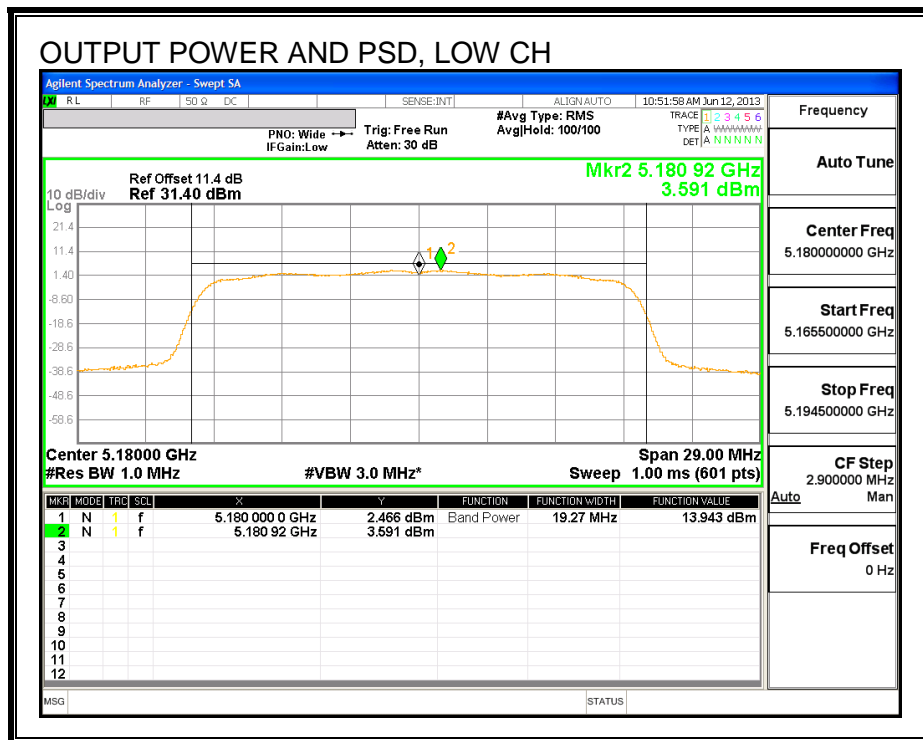 OUTPUT POWER AND PSD, LOW CH
Agilent Spectrum Analyzer - Swept SA
LXI RL RF 50 Ω DC SENSE:INT ALIGN AUTO 10:51:58 AM Jun 12, 2013
#Avg Type: RMS TRACE 1 2 3 4 5 6
PNO: Wide Trig: Free Run Avg|Hold: 100/100 TYPE A WWWWW
IFGain:Low Atten: 30 dB DET A N N N N N
Mkr2 5.180 92 GHz
3.591 dBm
Ref Offset 11.4 dB
10 dB/div Ref 31.40 dBm
Log
21.4
11.4
1.40
-8.60
-18.6
-28.6
-38.6
-48.6
-58.6
1 2
Center 5.18000 GHz Span 29.00 MHz
#Res BW 1.0 MHz #VBW 3.0 MHz* Sweep 1.00 ms (601 pts)
MKR MODE TRC SCL X Y FUNCTION FUNCTION WIDTH FUNCTION VALUE
1 N 1 f 5.180 000 0 GHz 2.466 dBm Band Power 19.27 MHz 13.943 dBm
2 N 1 f 5.180 92 GHz 3.591 dBm
3
4
5
6
7
8
9
10
11
12
MSG STATUS
Frequency
Auto Tune
Center Freq
5.180000000 GHz
Start Freq
5.165500000 GHz
Stop Freq
5.194500000 GHz
CF Step
2.900000 MHz
Auto Man
Freq Offset
0 Hz